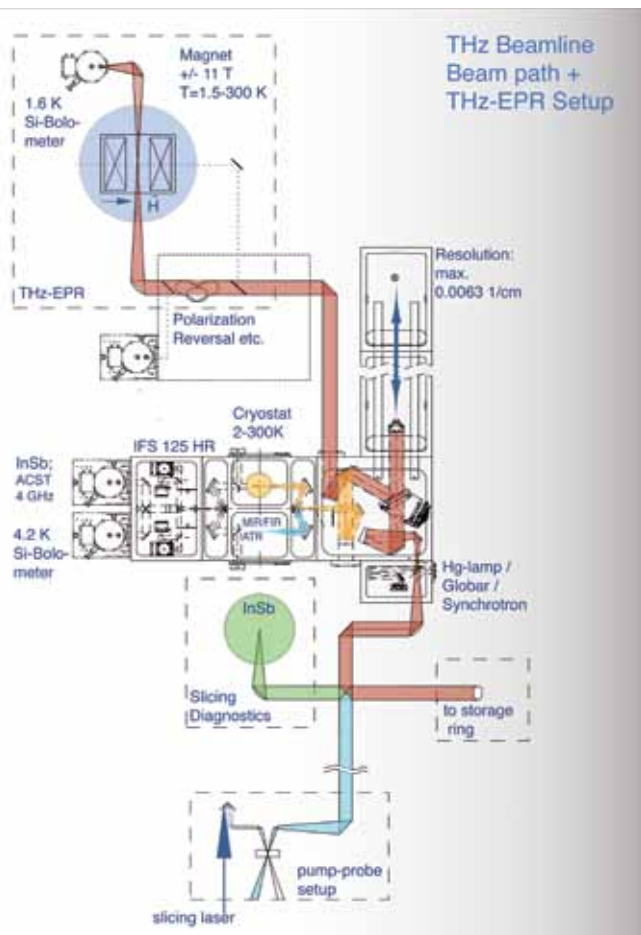 THz Beamline
Beam path +
THz-EPR Setup
Magnet
+/- 11 T
T=1.5-300 K
1.6 K
Si-Bolo-
meter
H
THz-EPR
Polarization
Reversal etc.
Resolution:
max.
0.0063 1/cm
Cryostat
2-300K
IFS 125 HR
InSb;
ACST
4 GHz
4.2 K
Si-Bolo-
meter
MIR/FIR
ATR
Hg-lamp /
Globar /
Synchrotron
InSb
Slicing
Diagnostics
to storage
ring
pump-probe
setup
slicing laser